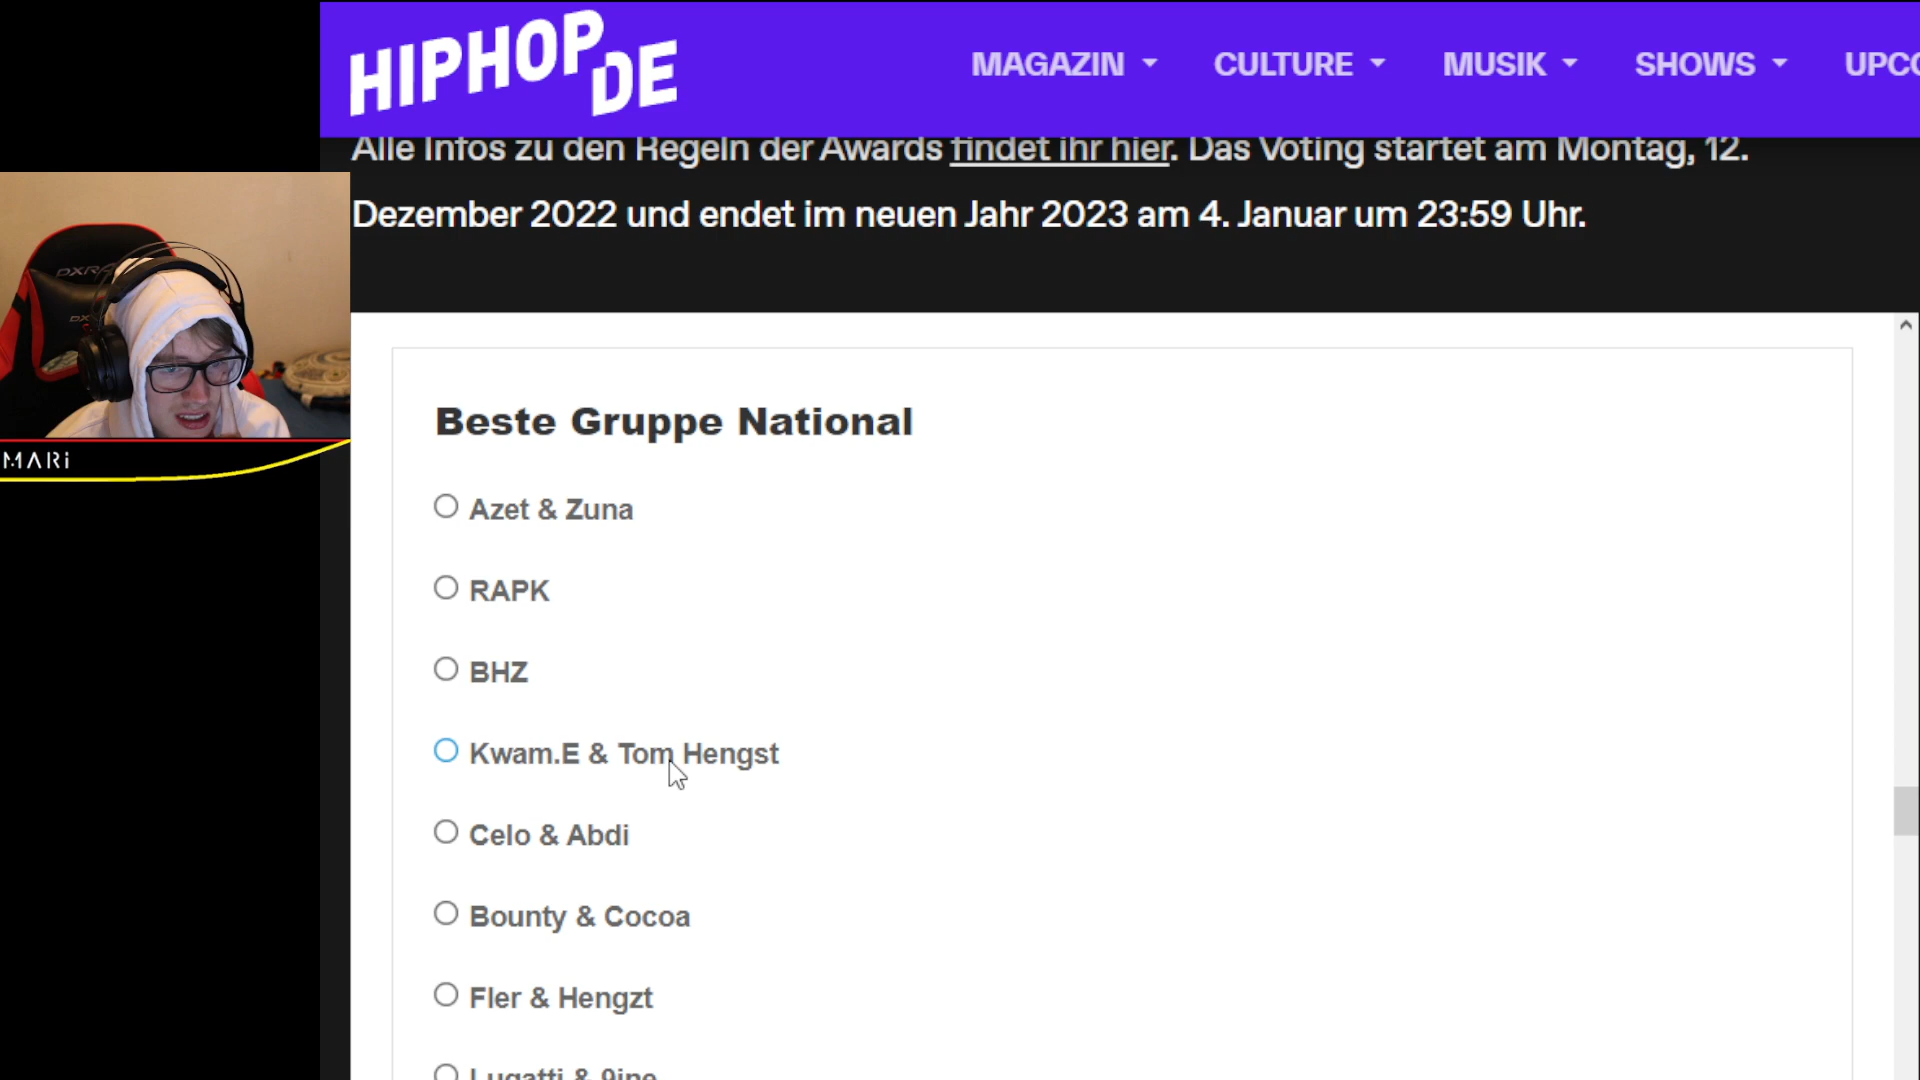 HIPHOP.DE
MAGAZIN CULTURE MUSIK SHOWS
Alle Infos zu den Regeln der Awards findet ihr hier. Das Voting startet am Montag, 12.
Dezember 2022 und endet im neuen Jahr 2023 am 4. Januar um 23:59 Uhr.
MARi
Beste Gruppe National
Azet & Zuna
RAPK
BHZ
Kwam.E & Tom Hengst
Celo & Abdi
Bounty & Cocoa
Fler & Hengzt
Lugatti & 9ine